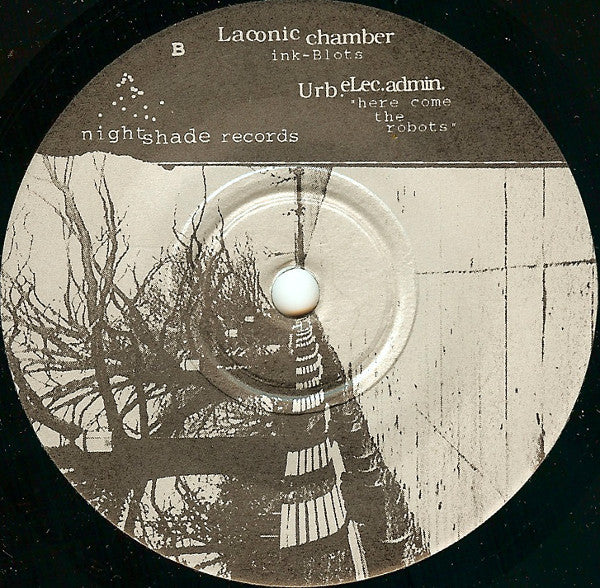 B
Laconic chamber
ink-Blots
Urb.eLec.admin.
"here come
the
robots"
nightshade records